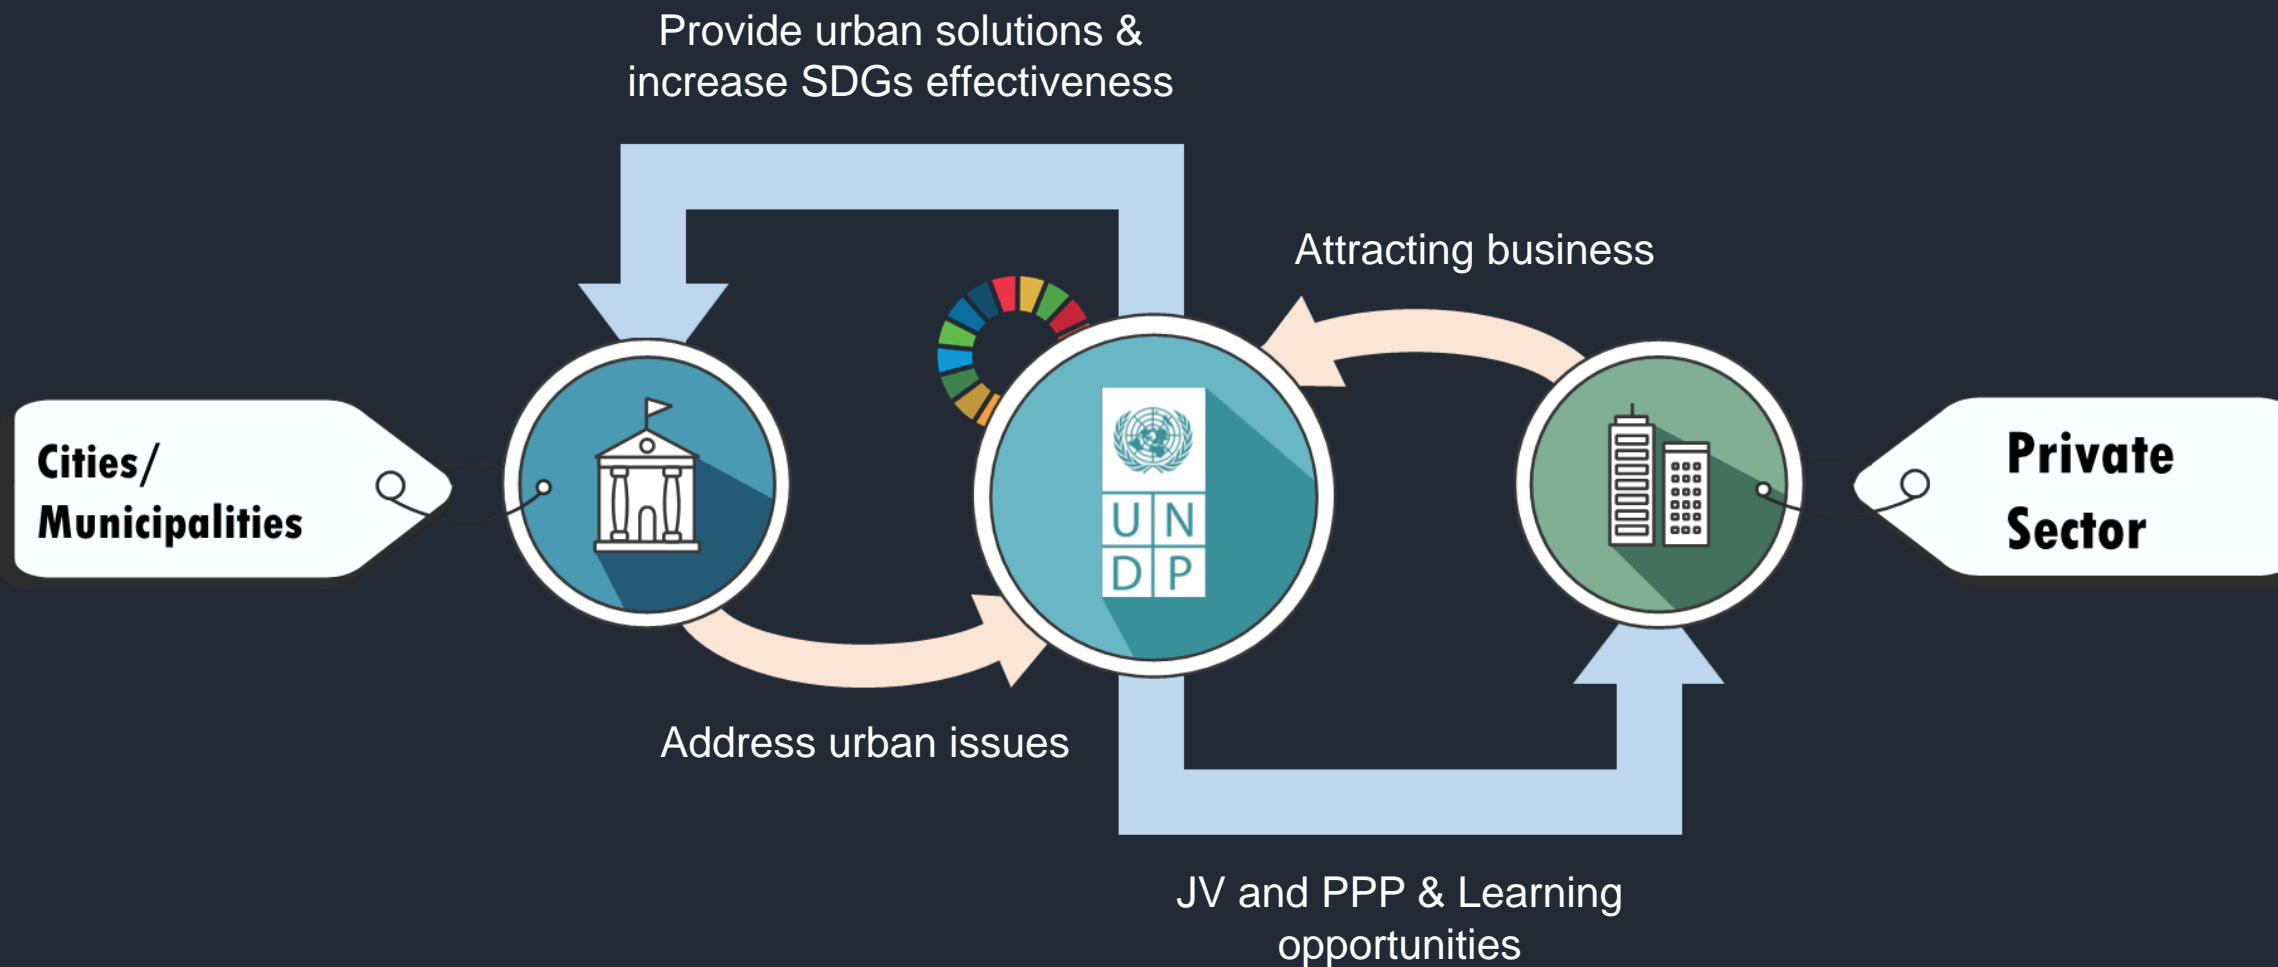 Provide urban solutions &
increase SDGs effectiveness
Attracting business
Cities/
Municipalities
U N
D P
Private
Sector
Address urban issues
JV and PPP & Learning
opportunities